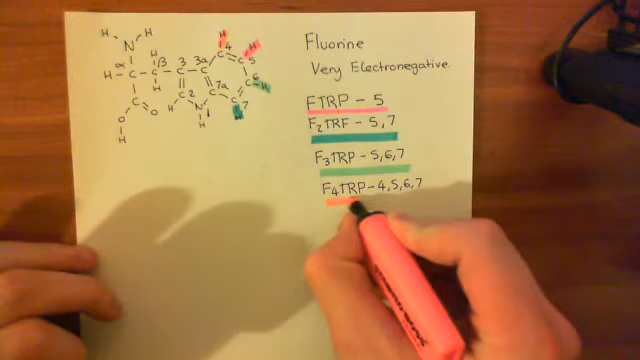 Fluorine
Very Electronegative.
FTRP - 5
F₂TRF - 5,7
F₃TRP - 5,6,7
F₄TRP - 4,5,6,7
H H
N
H H
α β 3 3a 4 5
H H
6 H
2 7a 7
H N 1
H
O O
H